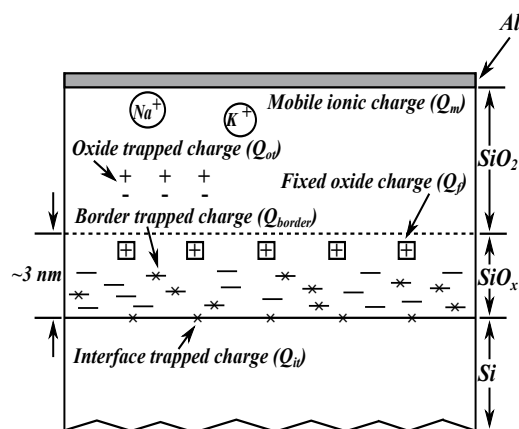 Al
Na+
K+
Mobile ionic charge (Qm)
Oxide trapped charge (Qot)
+ + +
- - -
SiO2
Fixed oxide charge (Qf)
Border trapped charge (Qborder)
+ + + + +
~3 nm
SiOx
Interface trapped charge (Qit)
Si